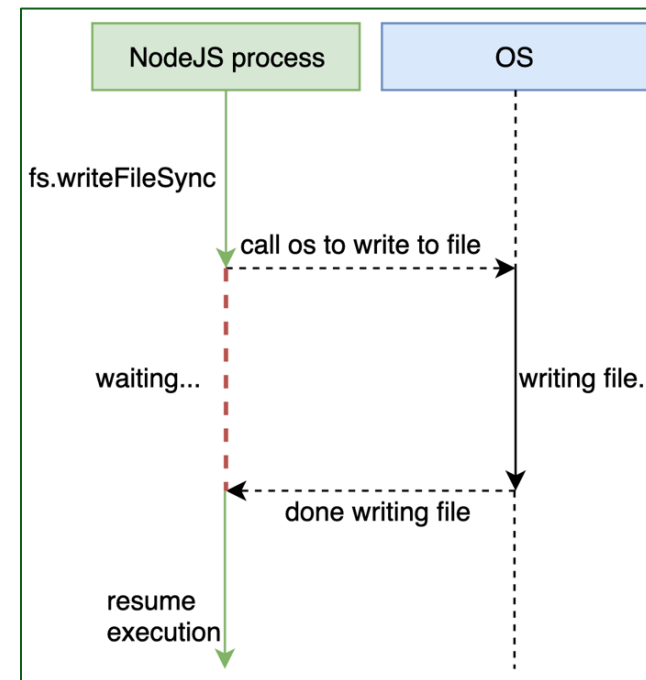 NodeJS process
OS
fs.writeFileSync
call os to write to file
waiting...
writing file.
done writing file
resume
execution